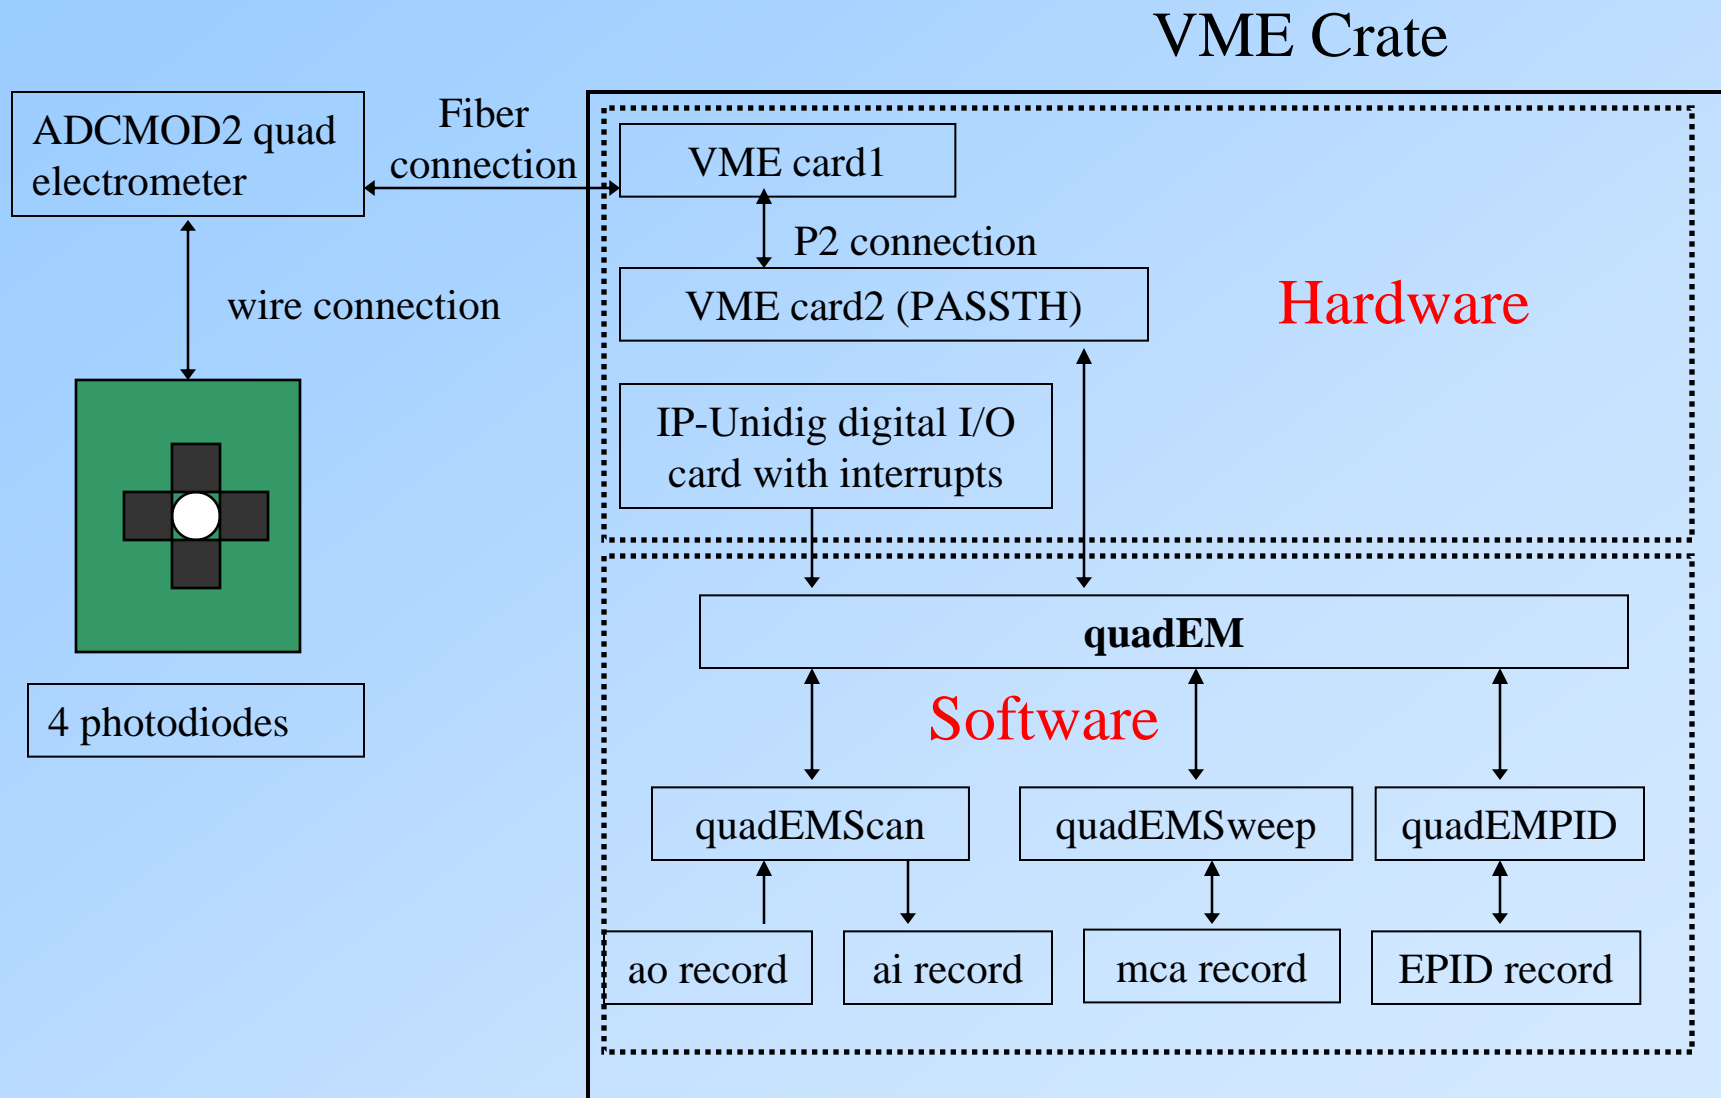 VME Crate
ADCMOD2 quad
electrometer
Fiber
connection
VME card1
P2 connection
VME card2 (PASSTH)
Hardware
wire connection
IP-Unidig digital I/O
card with interrupts
4 photodiodes
quadEM
Software
quadEMScan
quadEMSweep
quadEMPID
ao record
ai record
mca record
EPID record